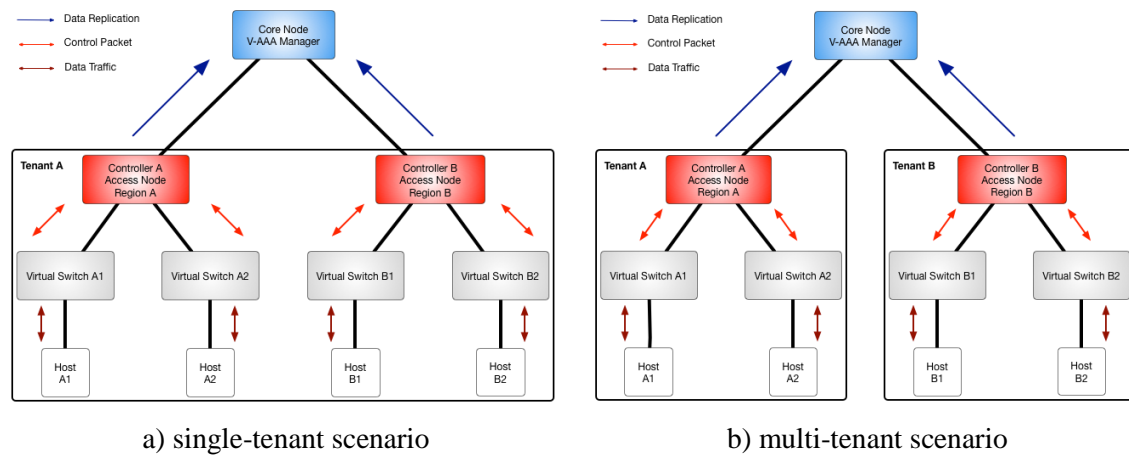 Data Replication
Control Packet
Data Traffic
Core Node
V-AAA Manager
Tenant A
Controller A
Access Node
Region A
Controller B
Access Node
Region B
Virtual Switch A1
Virtual Switch A2
Virtual Switch B1
Virtual Switch B2
Host
A1
Host
A2
Host
B1
Host
B2
a) single-tenant scenario
Data Replication
Control Packet
Data Traffic
Core Node
V-AAA Manager
Tenant A
Controller A
Access Node
Region A
Tenant B
Controller B
Access Node
Region B
Virtual Switch A1
Virtual Switch A2
Virtual Switch B1
Virtual Switch B2
Host
A1
Host
A2
Host
B1
Host
B2
b) multi-tenant scenario